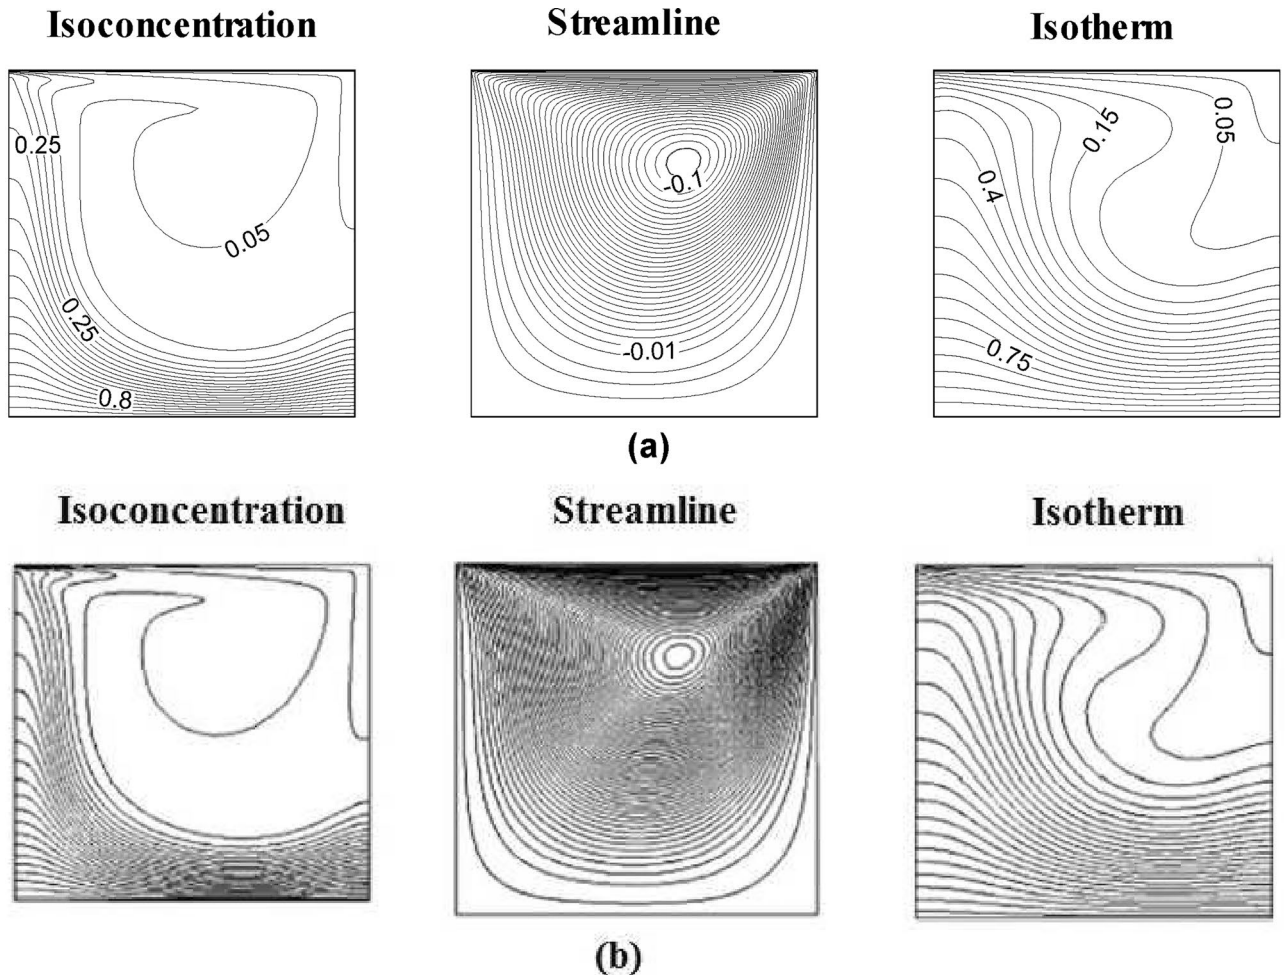 Isoconcentration Streamline Isotherm
0.25 0.05 0.25 0.8
-0.1 -0.01
0.05 0.15 0.4 0.75
(a)
Isoconcentration Streamline Isotherm
(b)